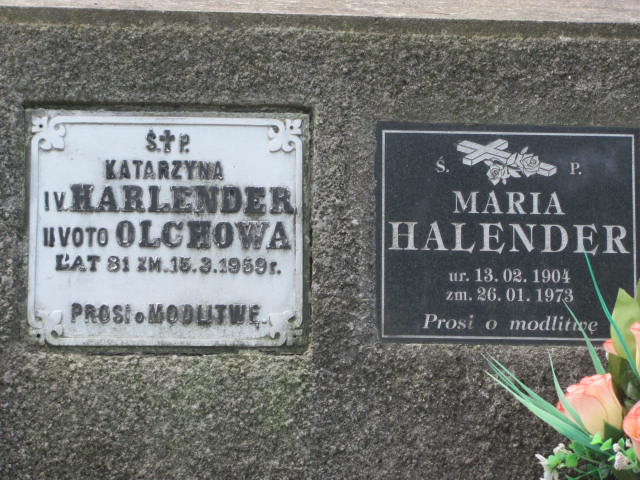 Ś.✝P.
KATARZYNA
I V. HARLENDER
II VOTO OLCHOWA
LAT 81 ZM. 15.3.1959r.
PROSI o MODLITWĘ.
Ś. P.
MARIA
HALENDER
ur. 13. 02. 1904
zm. 26. 01. 1973
Prosi o modlitwę